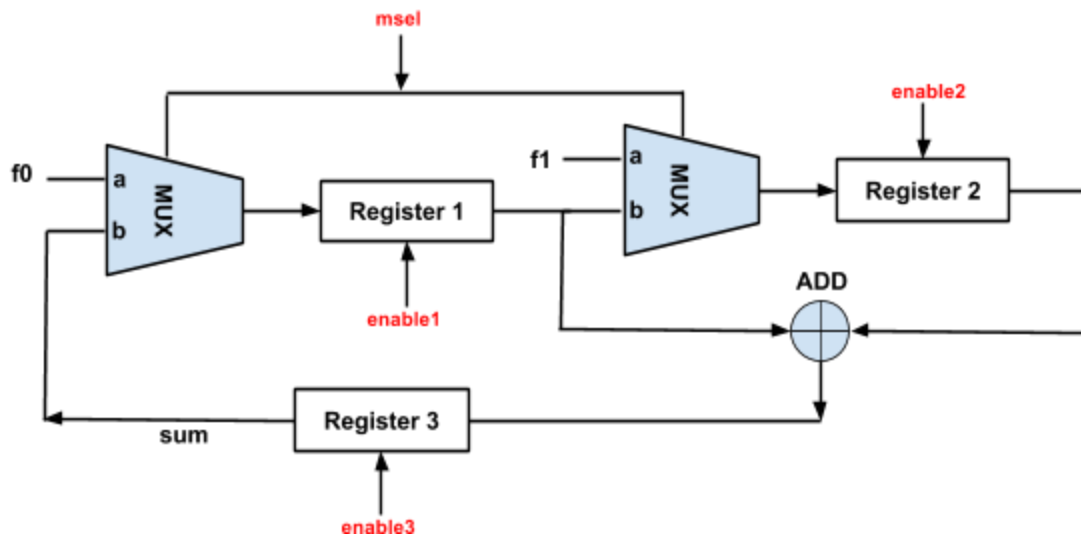 msel
enable2
f0
a
MUX
b
Register 1
f1
a
MUX
b
Register 2
enable1
ADD
Register 3
sum
enable3